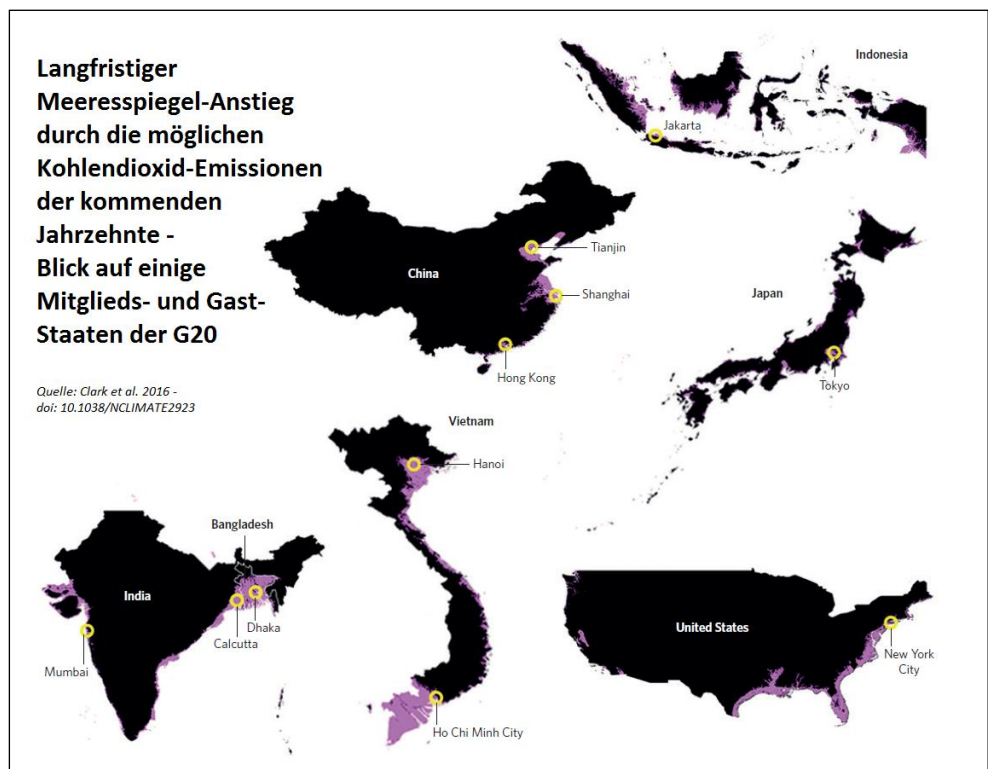 Langfristiger
Meeresspiegel-Anstieg
durch die möglichen
Kohlendioxid-Emissionen
der kommenden
Jahrzehnte -
Blick auf einige
Mitglieds- und Gast-
Staaten der G20
Quelle: Clark et al. 2016 -
doi: 10.1038/NCLIMATE2923
Indonesia
Jakarta
China
Tianjin
Shanghai
Hong Kong
Japan
Tokyo
Vietnam
Hanoi
Ho Chi Minh City
Bangladesh
India
Dhaka
Calcutta
Mumbai
United States
New York
City